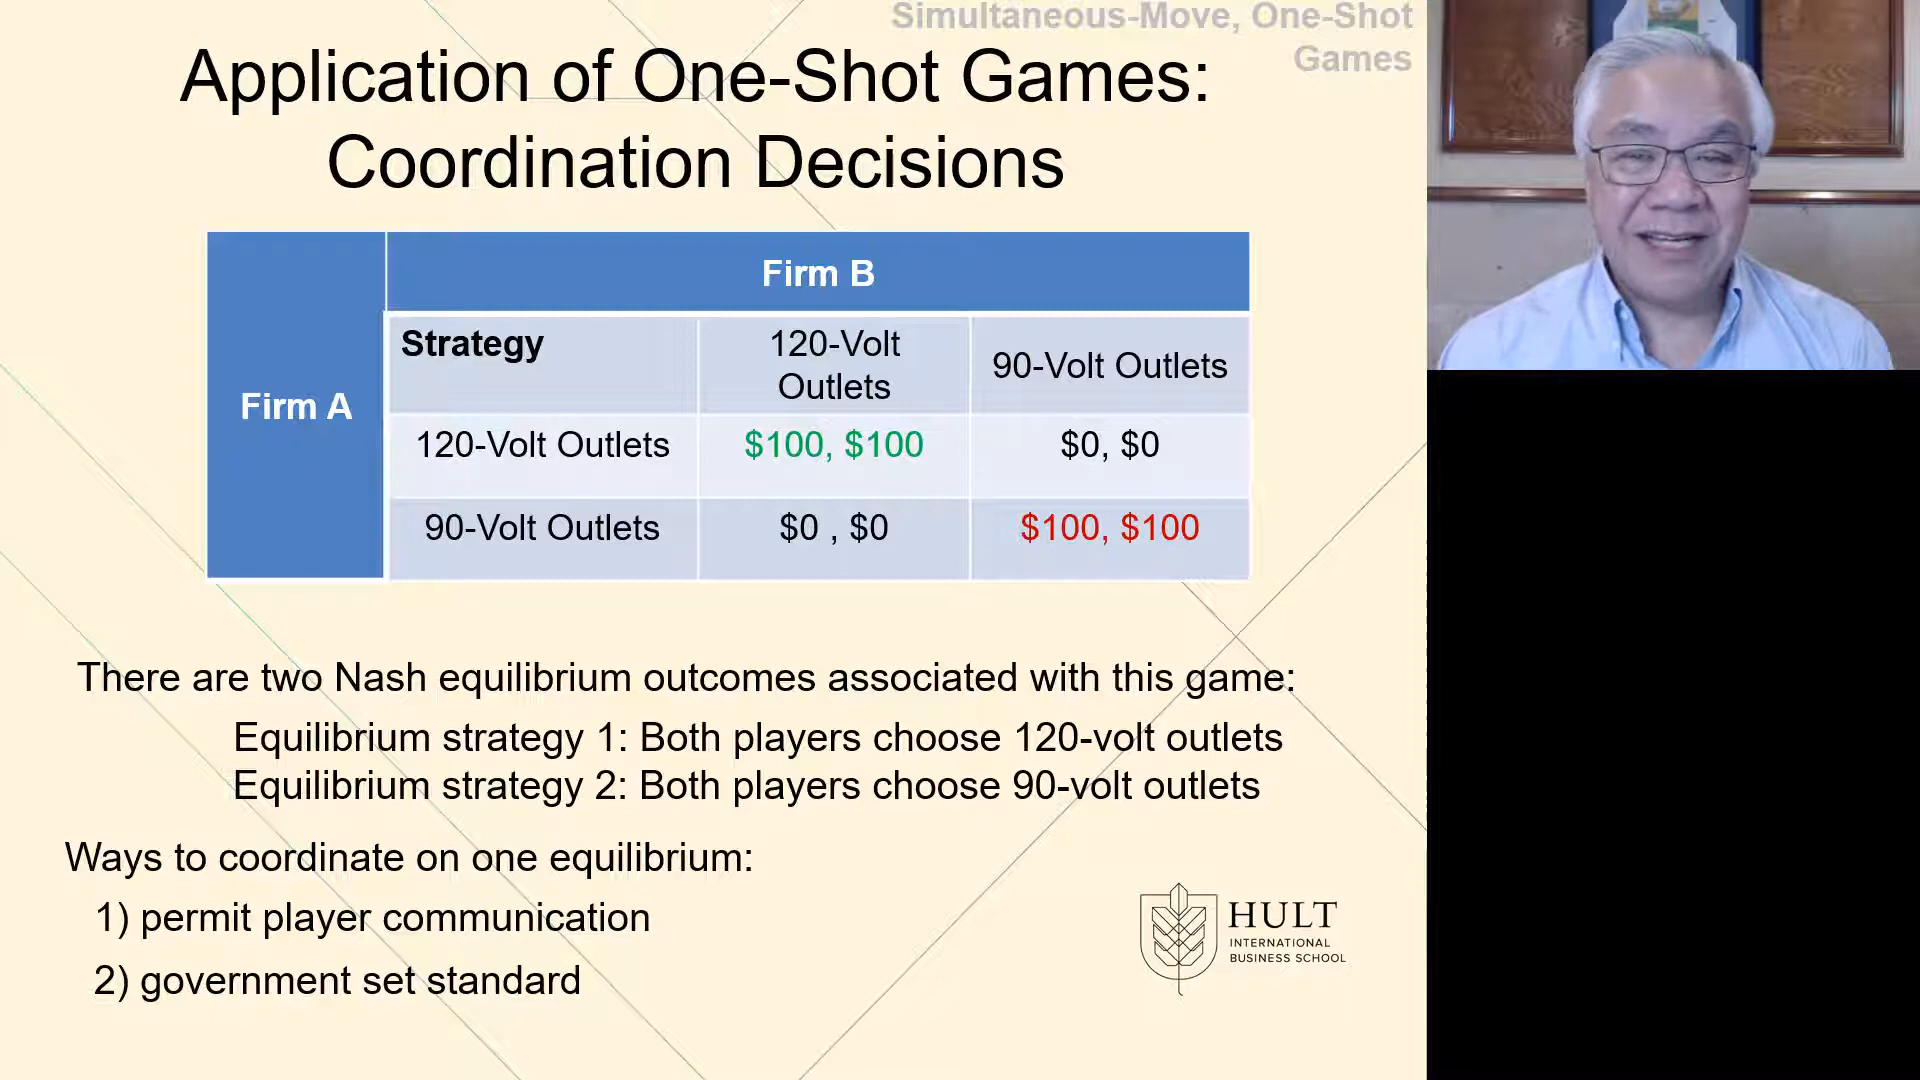 Simultaneous-Move, One-Shot
Games
Application of One-Shot Games:
Coordination Decisions
Firm B
Strategy
120-Volt
Outlets
90-Volt Outlets
Firm A
120-Volt Outlets
$100, $100
$0, $0
90-Volt Outlets
$0 , $0
$100, $100
There are two Nash equilibrium outcomes associated with this game:
Equilibrium strategy 1: Both players choose 120-volt outlets
Equilibrium strategy 2: Both players choose 90-volt outlets
Ways to coordinate on one equilibrium:
1) permit player communication
2) government set standard
HULT
INTERNATIONAL
BUSINESS SCHOOL